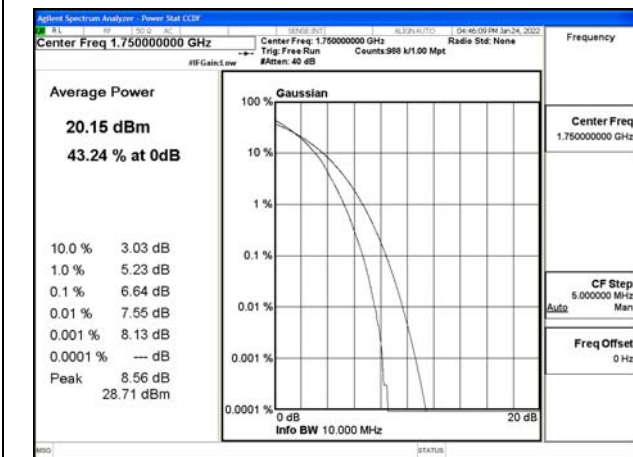 Agilent Spectrum Analyzer - Power Stat CCDF
RL RF 50 Ω AC SENSE:INT ALIGN AUTO 04:46:09 PM Jan 24, 2022
Center Freq 1.750000000 GHz
Center Freq: 1.750000000 GHz Radio Std: None
Trig: Free Run Counts:988 k/1.00 Mpt
#IFGain:Low #Atten: 40 dB
Frequency
Average Power
20.15 dBm
43.24 % at 0dB
10.0 % 3.03 dB
1.0 % 5.23 dB
0.1 % 6.64 dB
0.01 % 7.55 dB
0.001 % 8.13 dB
0.0001 % --- dB
Peak 8.56 dB
28.71 dBm
Gaussian
100 %
10 %
1 %
0.1 %
0.01 %
0.001 %
0.0001 %
0 dB 20 dB
Info BW 10.000 MHz
Center Freq
1.750000000 GHz
CF Step
5.000000 MHz
Auto Man
Freq Offset
0 Hz
MSG STATUS